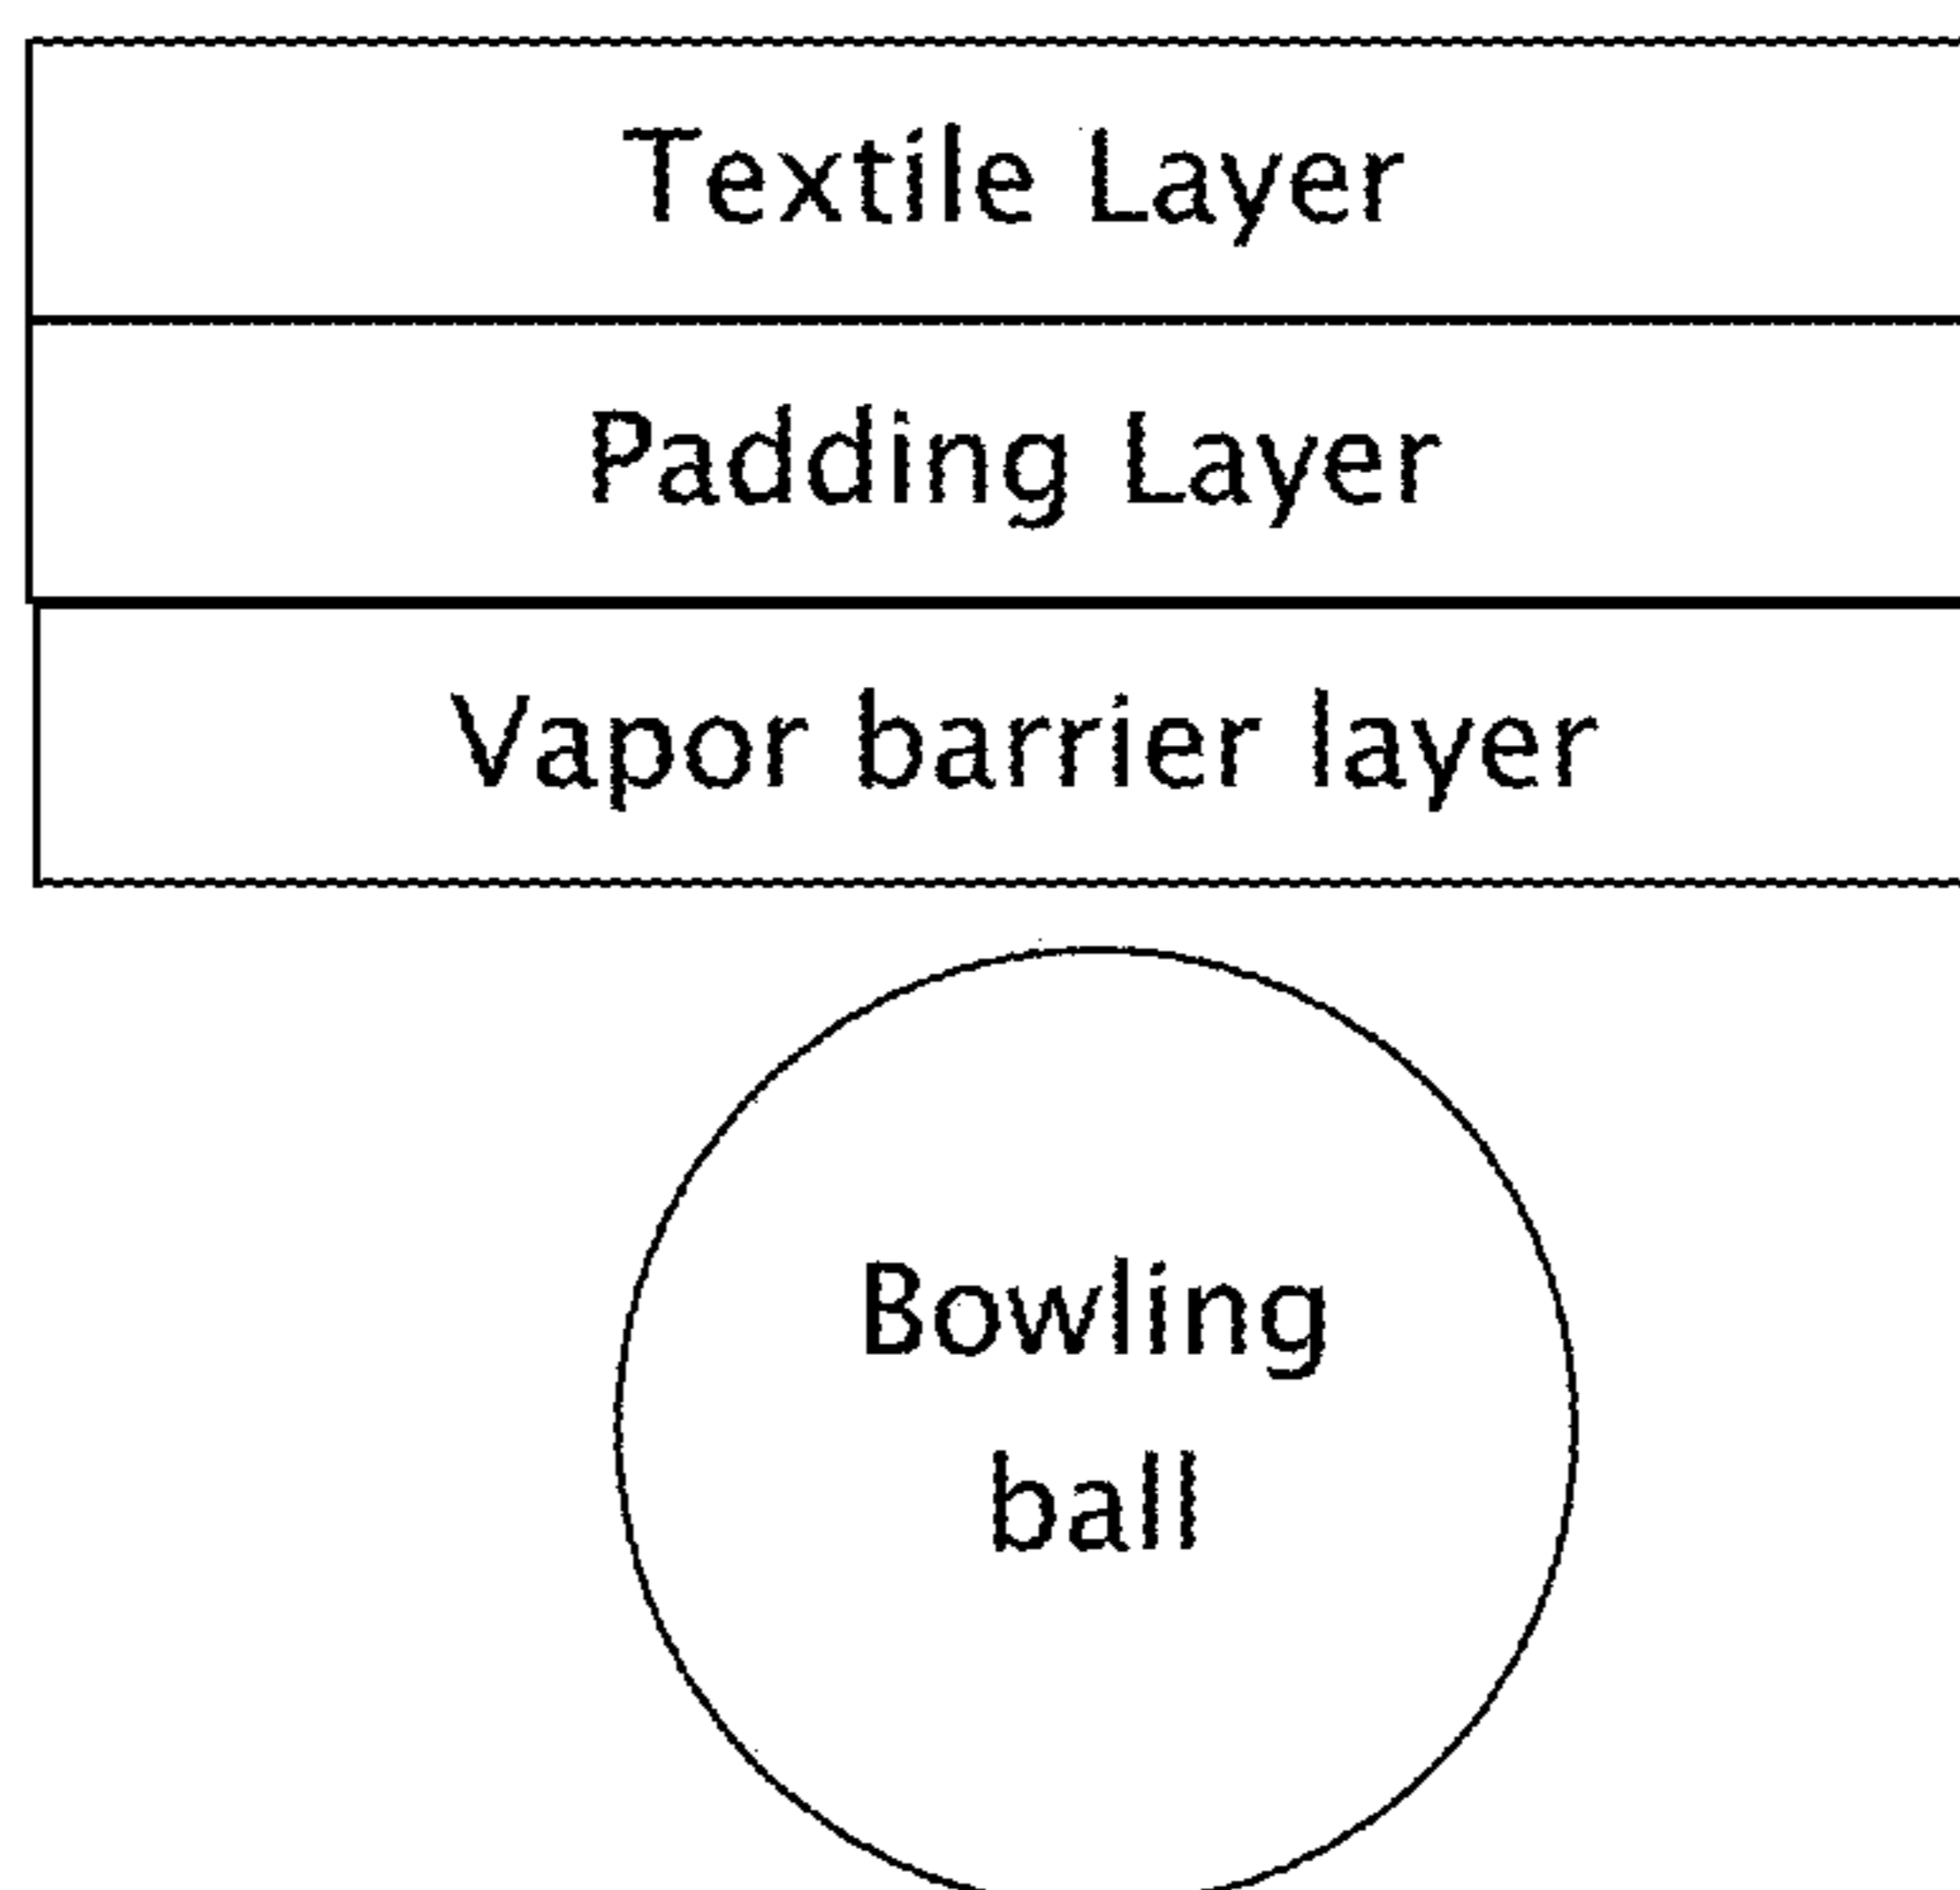 Textile Layer
Padding Layer
Vapor barrier layer
Bowling
ball